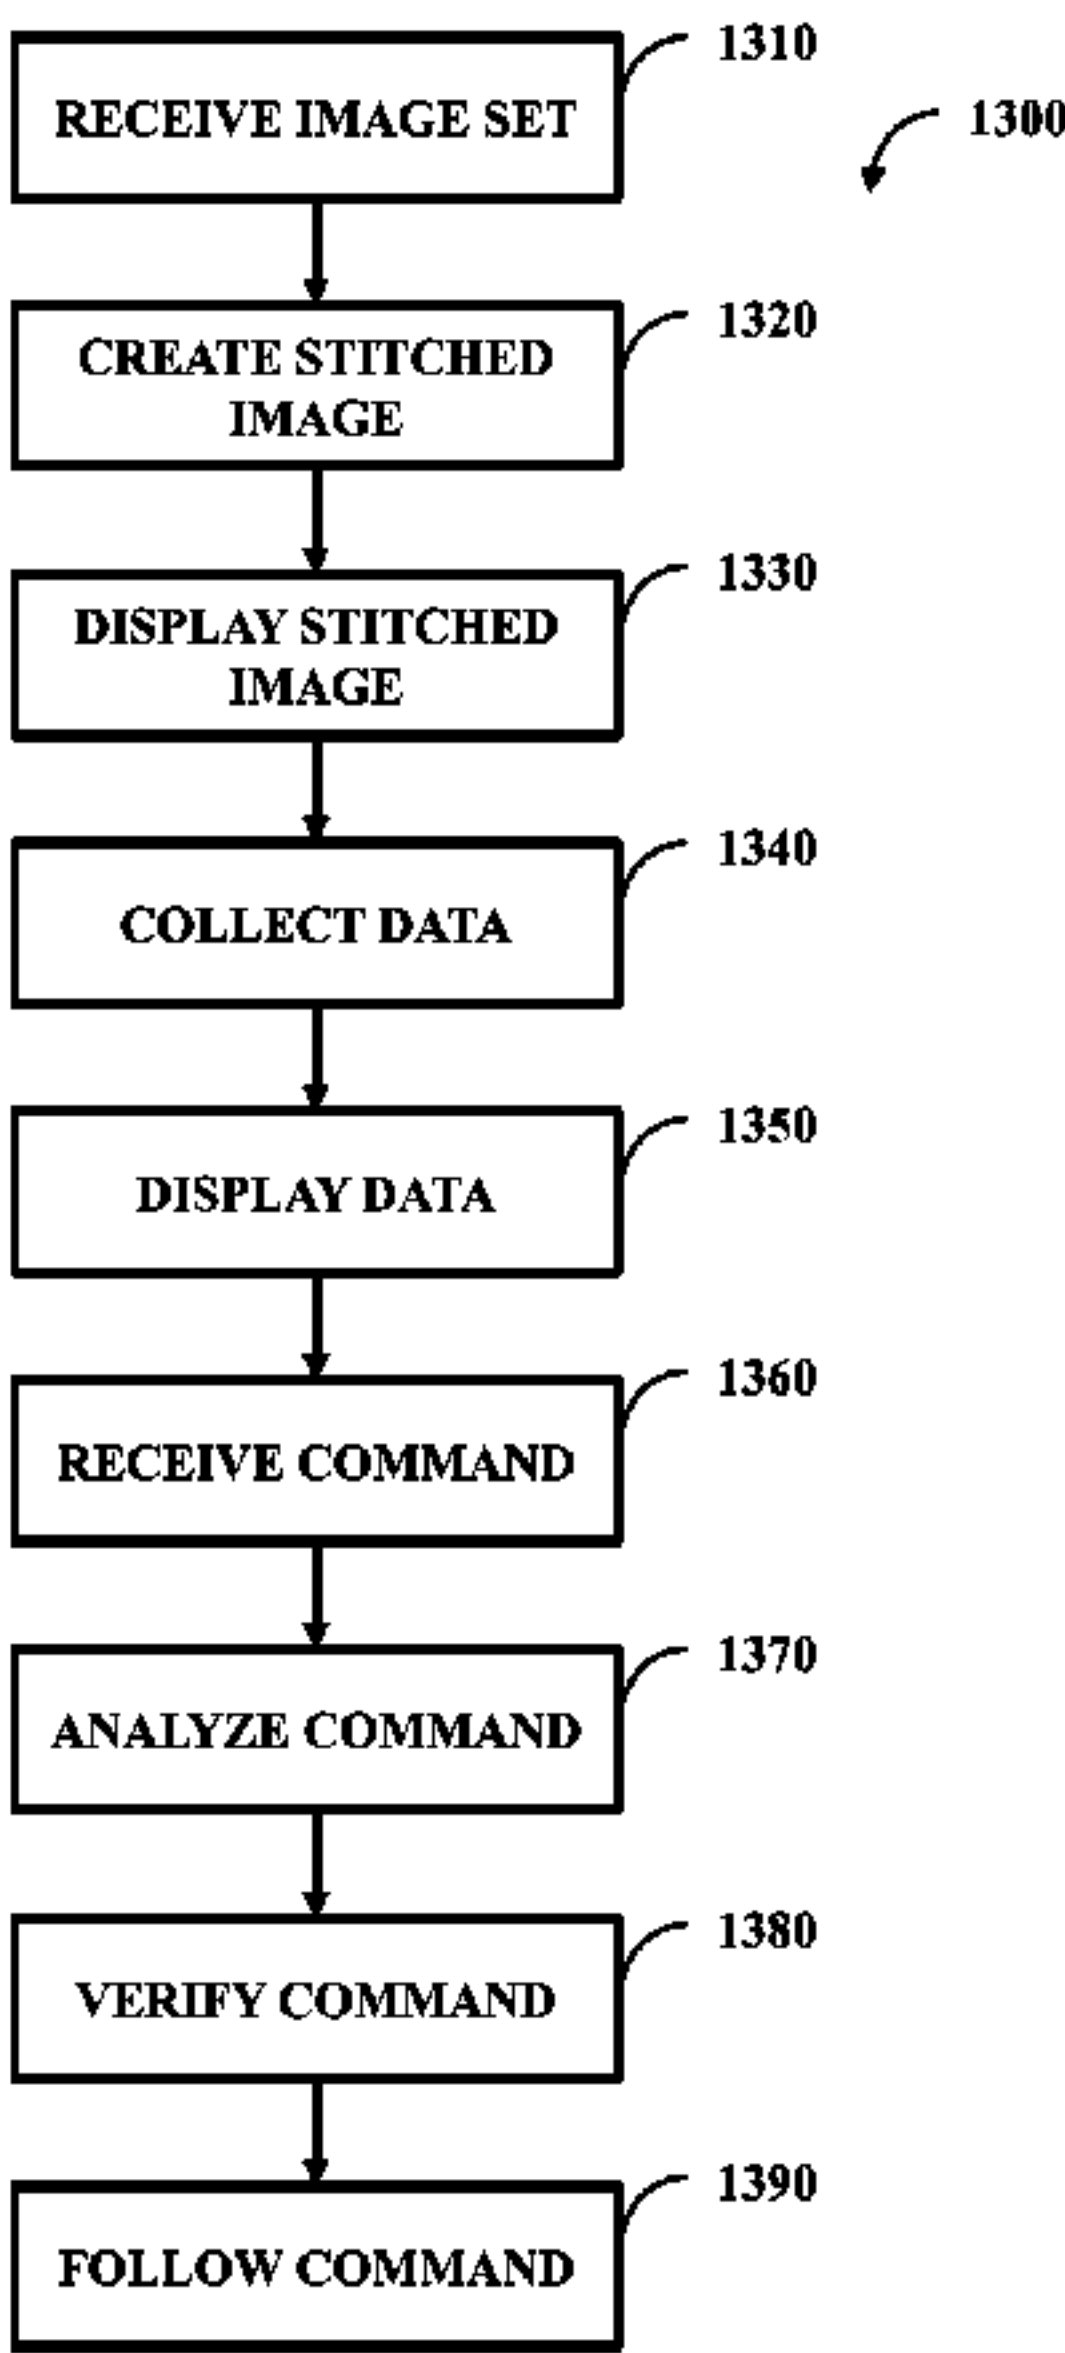 1310
RECEIVE IMAGE SET
1300
1320
CREATE STITCHED
IMAGE
1330
DISPLAY STITCHED
IMAGE
1340
COLLECT DATA
1350
DISPLAY DATA
1360
RECEIVE COMMAND
1370
ANALYZE COMMAND
1380
VERIFY COMMAND
1390
FOLLOW COMMAND